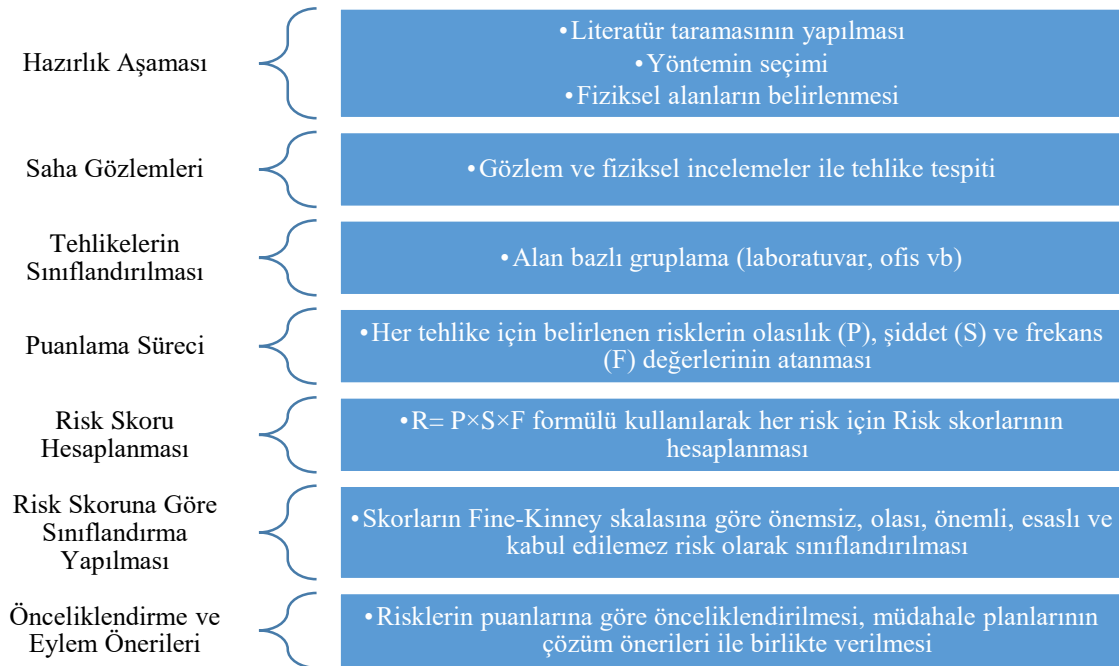 Hazırlık Aşaması
•Literatür taramasının yapılması
•Yöntemin seçimi
•Fiziksel alanların belirlenmesi
Saha Gözlemleri
•Gözlem ve fiziksel incelemeler ile tehlike tespiti
Tehlikelerin
Sınıflandırılması
•Alan bazlı gruplama (laboratuvar, ofis vb)
Puanlama Süreci
•Her tehlike için belirlenen risklerin olasılık (P), şiddet (S) ve frekans
(F) değerlerinin atanması
Risk Skoru
Hesaplanması
•R= P×S×F formülü kullanılarak her risk için Risk skorlarının
hesaplanması
Risk Skoruna Göre
Sınıflandırma
Yapılması
•Skorların Fine-Kinney skalasına göre önemsiz, olası, önemli, esaslı ve
kabul edilemez risk olarak sınıflandırılması
Önceliklendirme ve
Eylem Önerileri
•Risklerin puanlarına göre önceliklendirilmesi, müdahale planlarının
çözüm önerileri ile birlikte verilmesi